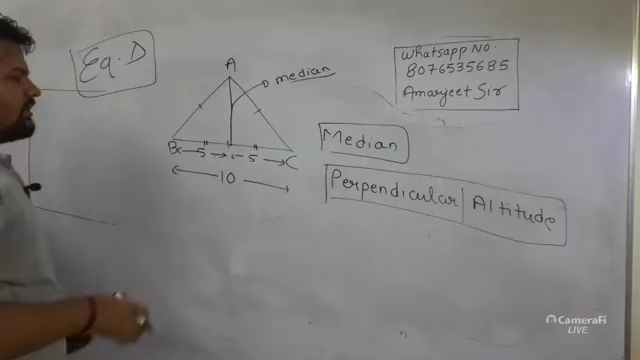 Eq. D
A
median
B
5
5
C
10
Whatsapp No.
8076535685
Amarjeet Sir
Median
Perpendicular | Altitude
CameraFi
LIVE